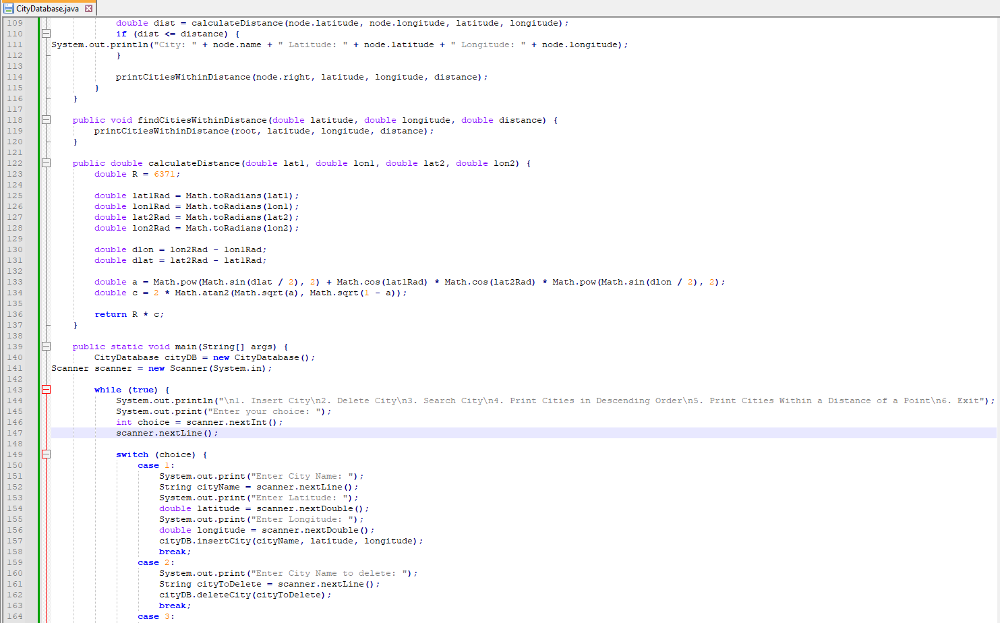 CityDatabase.java
109 double dist = calculateDistance(node.latitude, node.longitude, latitude, longitude);
110 if (dist <= distance) {
111 System.out.println("City: " + node.name + " Latitude: " + node.latitude + " Longitude: " + node.longitude);
112 }
113
114 printCitiesWithinDistance(node.right, latitude, longitude, distance);
115 }
116 }
117
118 public void findCitiesWithinDistance(double latitude, double longitude, double distance) {
119 printCitiesWithinDistance(root, latitude, longitude, distance);
120 }
121
122 public double calculateDistance(double lat1, double lon1, double lat2, double lon2) {
123 double R = 6371;
124
125 double lat1Rad = Math.toRadians(lat1);
126 double lon1Rad = Math.toRadians(lon1);
127 double lat2Rad = Math.toRadians(lat2);
128 double lon2Rad = Math.toRadians(lon2);
129
130 double dlon = lon2Rad - lon1Rad;
131 double dlat = lat2Rad - lat1Rad;
132
133 double a = Math.pow(Math.sin(dlat / 2), 2) + Math.cos(lat1Rad) * Math.cos(lat2Rad) * Math.pow(Math.sin(dlon / 2), 2);
134 double c = 2 * Math.atan2(Math.sqrt(a), Math.sqrt(1 - a));
135
136 return R * c;
137 }
138
139 public static void main(String[] args) {
140 CityDatabase cityDB = new CityDatabase();
141 Scanner scanner = new Scanner(System.in);
142
143 while (true) {
144 System.out.println("\n1. Insert City\n2. Delete City\n3. Search City\n4. Print Cities in Descending Order\n5. Print Cities Within a Distance of a Point\n6. Exit");
145 System.out.print("Enter your choice: ");
146 int choice = scanner.nextInt();
147 scanner.nextLine();
148
149 switch (choice) {
150 case 1:
151 System.out.print("Enter City Name: ");
152 String cityName = scanner.nextLine();
153 System.out.print("Enter Latitude: ");
154 double latitude = scanner.nextDouble();
155 System.out.print("Enter Longitude: ");
156 double longitude = scanner.nextDouble();
157 cityDB.insertCity(cityName, latitude, longitude);
158 break;
159 case 2:
160 System.out.print("Enter City Name to delete: ");
161 String cityToDelete = scanner.nextLine();
162 cityDB.deleteCity(cityToDelete);
163 break;
164 case 3: